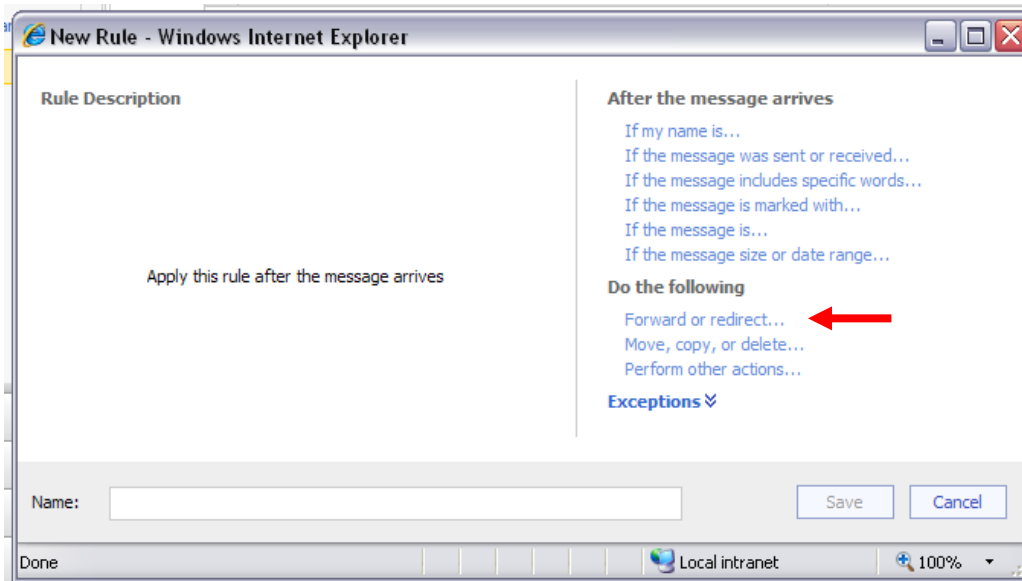 New Rule - Windows Internet Explorer
Rule Description
Apply this rule after the message arrives
After the message arrives
If my name is...
If the message was sent or received...
If the message includes specific words...
If the message is marked with...
If the message is...
If the message size or date range...
Do the following
Forward or redirect...
Move, copy, or delete...
Perform other actions...
Exceptions
Name:
Save
Cancel
Done
Local intranet
100%